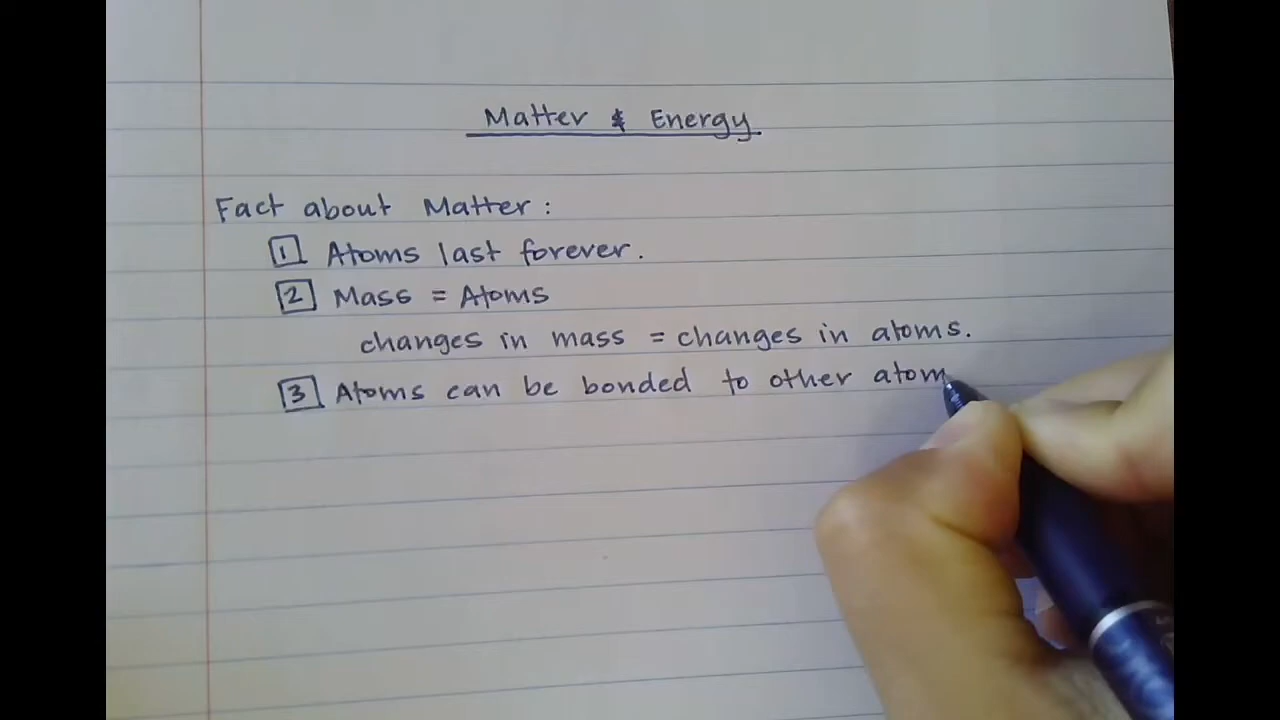 Matter & Energy
Fact about Matter:
1 Atoms last forever.
2 Mass = Atoms
changes in mass = changes in atoms.
3 Atoms can be bonded to other atom